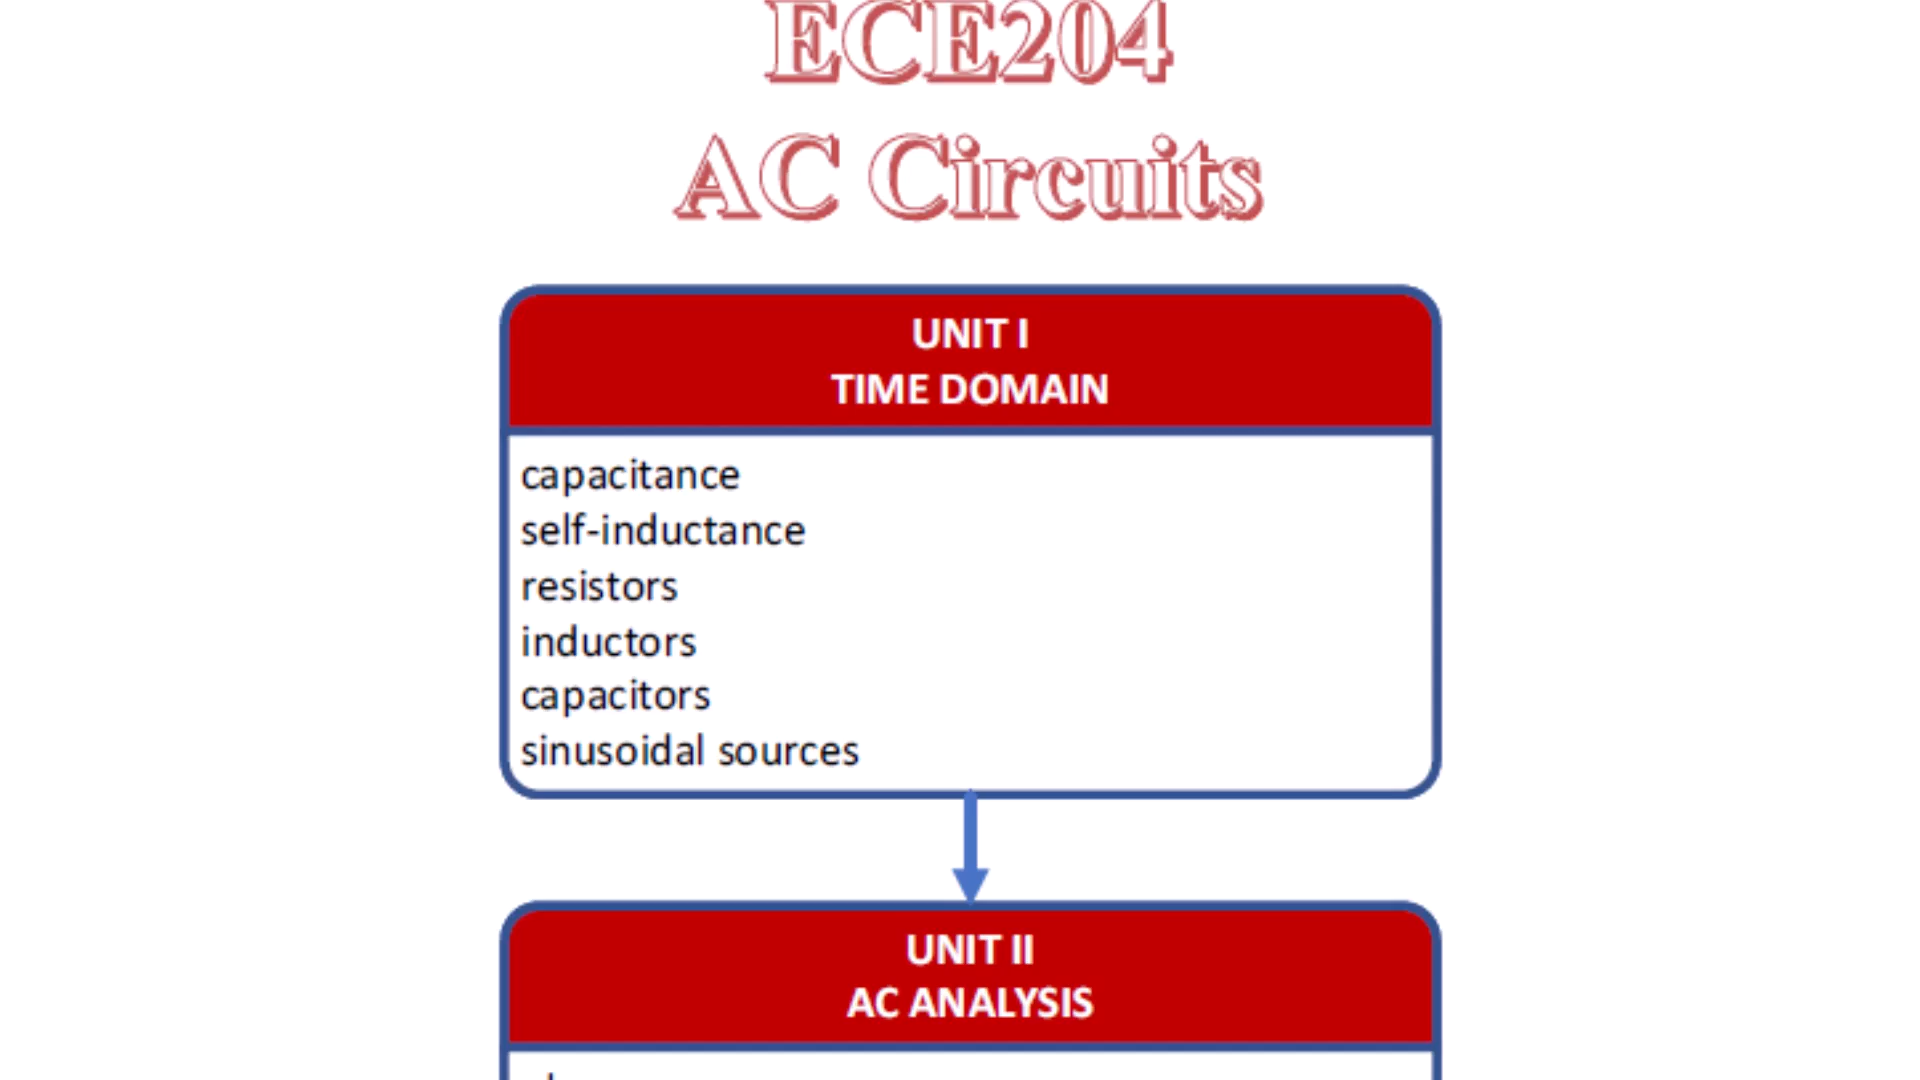 ECE204
AC Circuits
UNIT I
TIME DOMAIN
capacitance
self-inductance
resistors
inductors
capacitors
sinusoidal sources
UNIT II
AC ANALYSIS